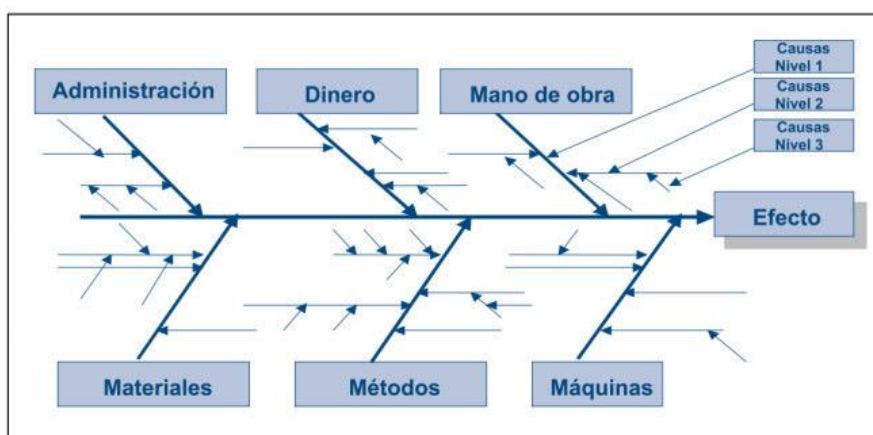 Causas
Nivel 1
Administración
Dinero
Mano de obra
Causas
Nivel 2
Causas
Nivel 3
Efecto
Materiales
Métodos
Máquinas